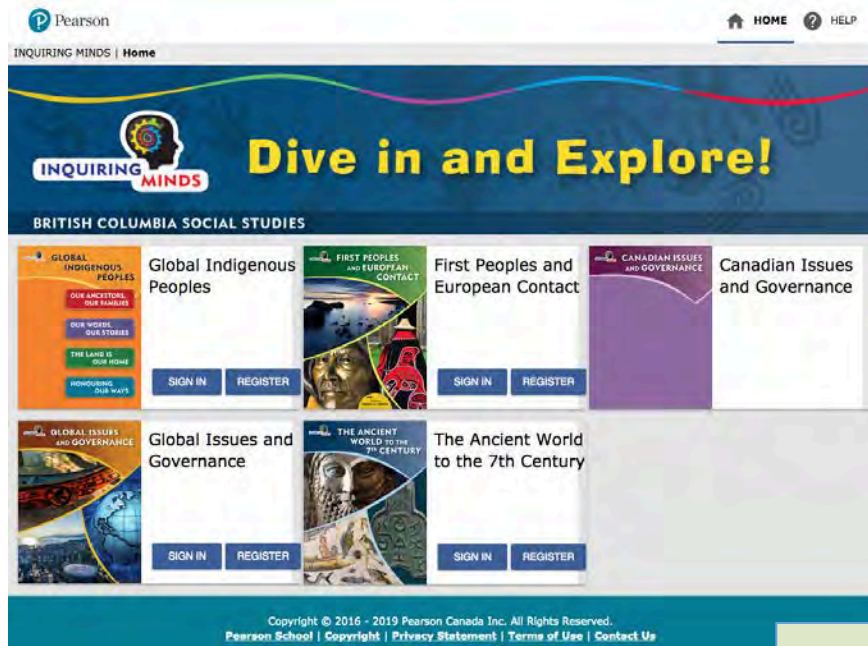 Pearson
HOME
HELP
INQUIRING MINDS | Home
INQUIRING
MINDS
Dive in and Explore!
BRITISH COLUMBIA SOCIAL STUDIES
GLOBAL
INDIGENOUS
PEOPLES
OUR ANCESTORS,
OUR FAMILIES
OUR WORDS,
OUR STORIES
THE LAND IS
OUR HOME
HONOURING
OUR WAYS
Global Indigenous
Peoples
SIGN IN
REGISTER
FIRST PEOPLES
AND EUROPEAN
CONTACT
First Peoples and
European Contact
SIGN IN
REGISTER
CANADIAN ISSUES
AND GOVERNANCE
Canadian Issues
and Governance
GLOBAL ISSUES
AND GOVERNANCE
Global Issues and
Governance
SIGN IN
REGISTER
THE ANCIENT
WORLD TO THE
7TH CENTURY
The Ancient World
to the 7th Century
SIGN IN
REGISTER
Copyright © 2016 - 2019 Pearson Canada Inc. All Rights Reserved.
Pearson School | Copyright | Privacy Statement | Terms of Use | Contact Us